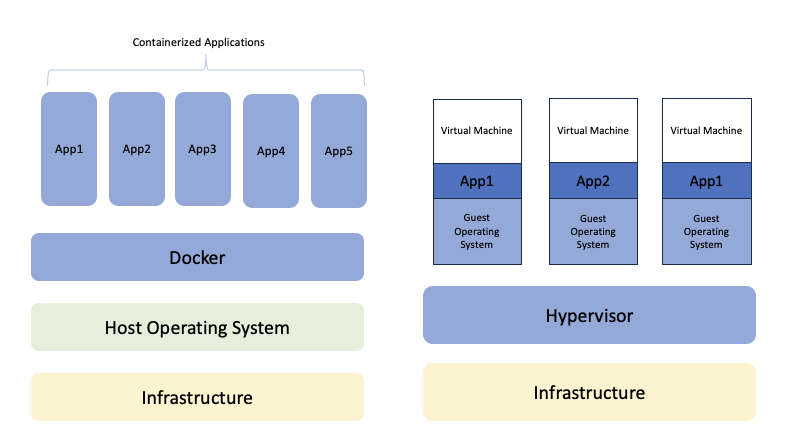 Containerized Applications
App1
App2
App3
App4
App5
Docker
Host Operating System
Infrastructure
Virtual Machine
App1
Guest
Operating
System
Virtual Machine
App2
Guest
Operating
System
Virtual Machine
App1
Guest
Operating
System
Hypervisor
Infrastructure